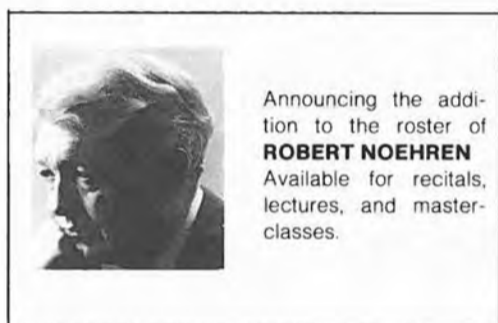 Announcing the addi-
tion to the roster of
ROBERT NOEHREN
Available for recitals,
lectures, and master-
classes.